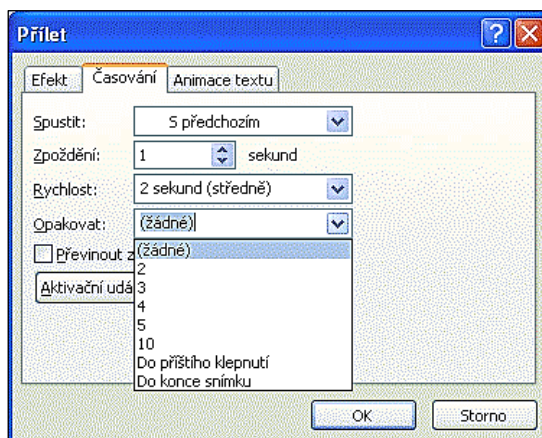 Přílet
Efekt Časování Animace textu
Spustit: S předchozím
Zpoždění: 1 sekund
Rychlost: 2 sekund (středně)
Opakovat: (žádné)
Převinout z (žádné)
2
Aktivační udá 3
4
5
10
Do příštího klepnutí
Do konce snímku
OK Storno